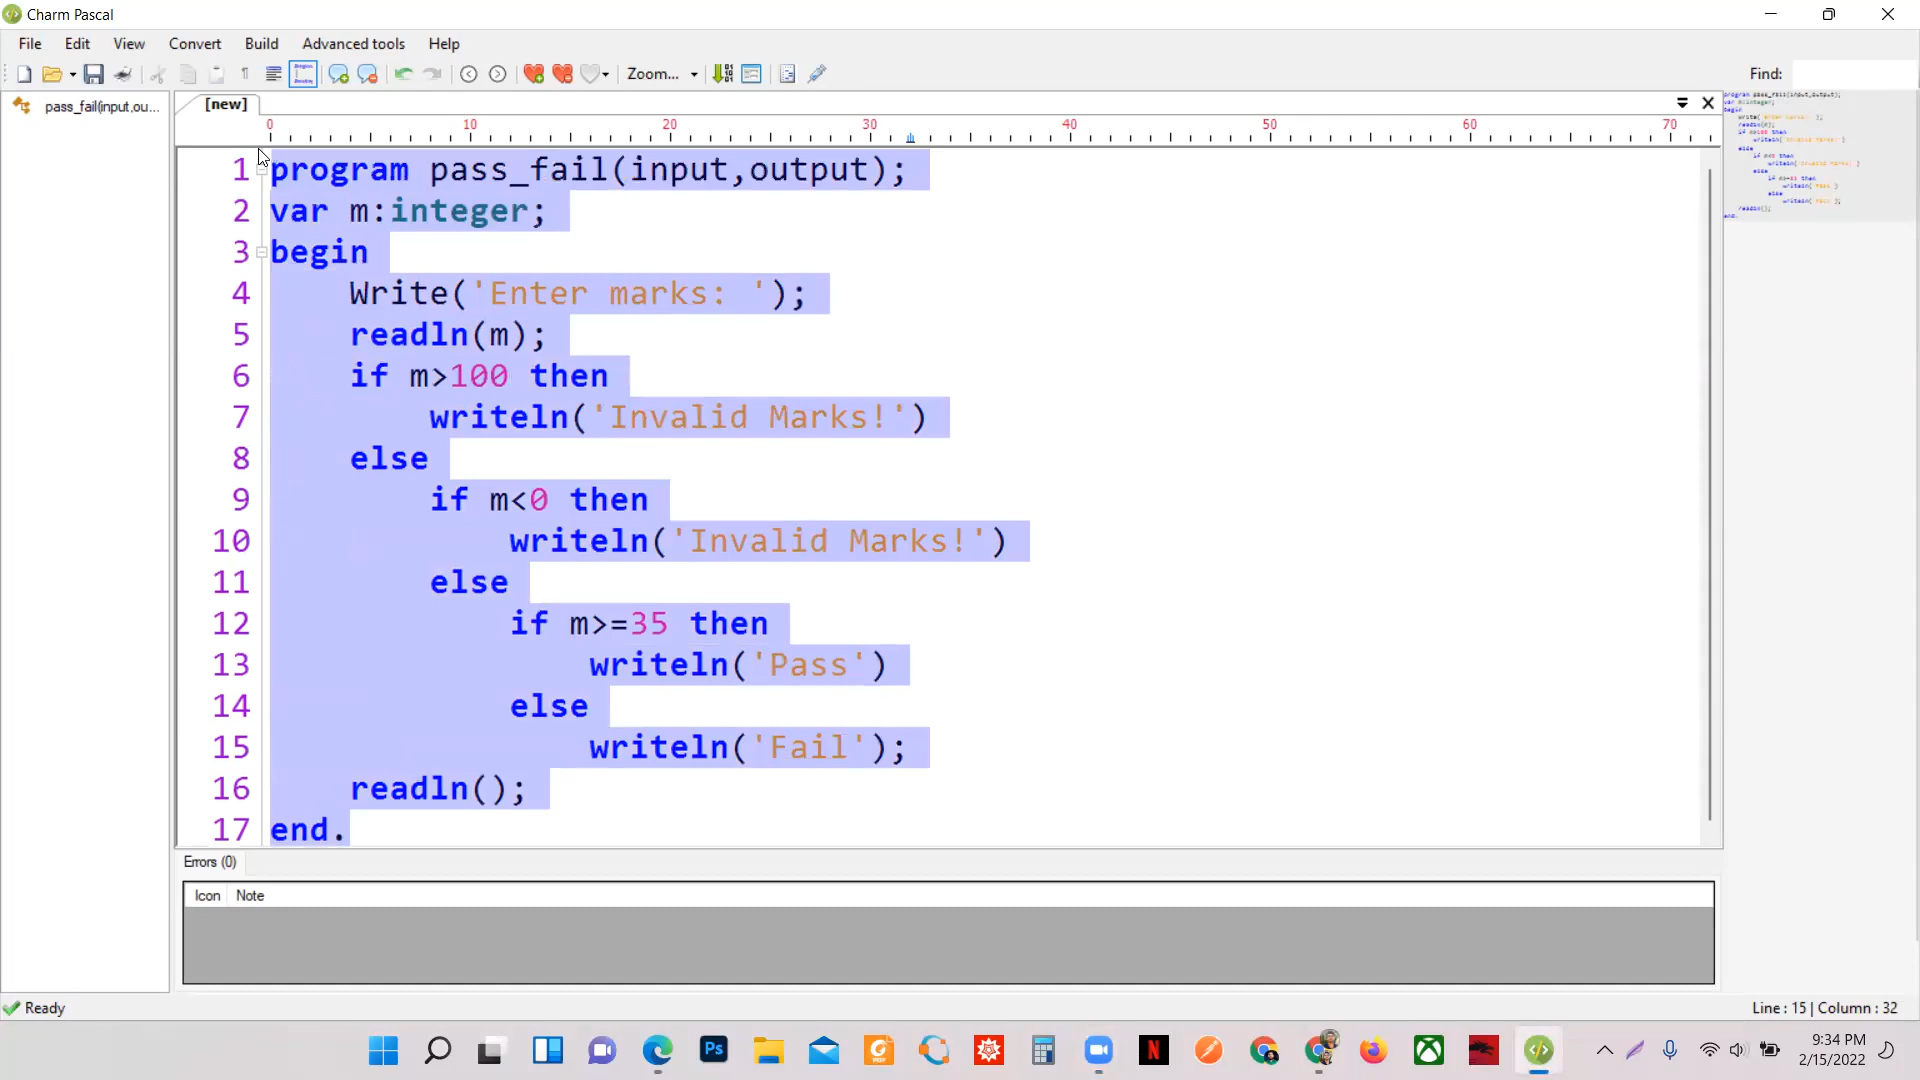 Charm Pascal
File Edit View Convert Build Advanced tools Help
Zoom... Find:
pass_fail(input,ou...
[new]
0 10 20 30 40 50 60 70
1 program pass_fail(input,output);
2 var m:integer;
3 begin
4 Write('Enter marks: ');
5 readln(m);
6 if m>100 then
7 writeln('Invalid Marks!')
8 else
9 if m<0 then
10 writeln('Invalid Marks!')
11 else
12 if m>=35 then
13 writeln('Pass')
14 else
15 writeln('Fail');
16 readln();
17 end.
Errors (0)
Icon Note
Ready
Line : 15 | Column : 32
Ps
N
9:34 PM
2/15/2022